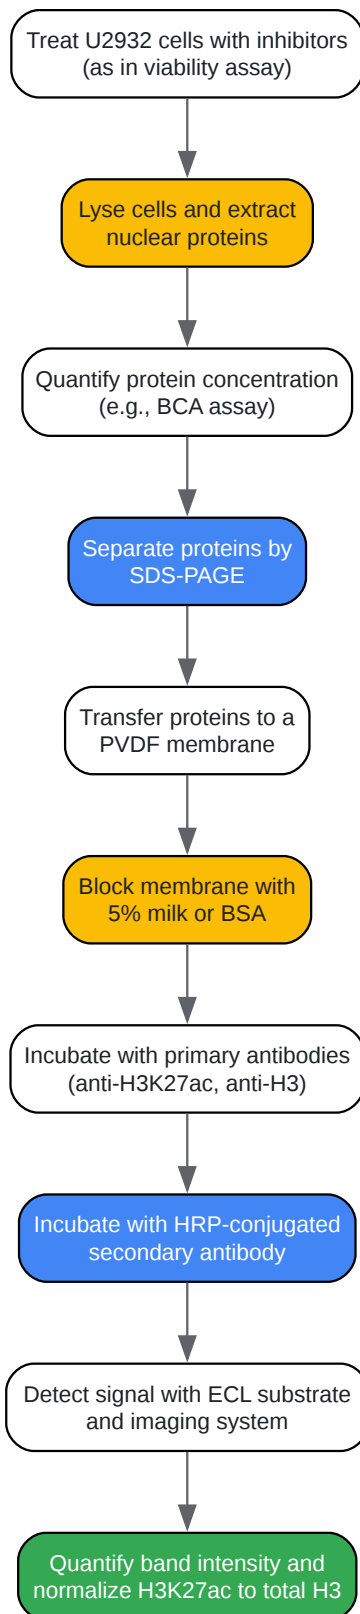 Treat U2932 cells with inhibitors
(as in viability assay)
Lyse cells and extract
nuclear proteins
Quantify protein concentration
(e.g., BCA assay)
Separate proteins by
SDS-PAGE
Transfer proteins to a
PVDF membrane
Block membrane with
5% milk or BSA
Incubate with primary antibodies
(anti-H3K27ac, anti-H3)
Incubate with HRP-conjugated
secondary antibody
Detect signal with ECL substrate
and imaging system
Quantify band intensity and
normalize H3K27ac to total H3